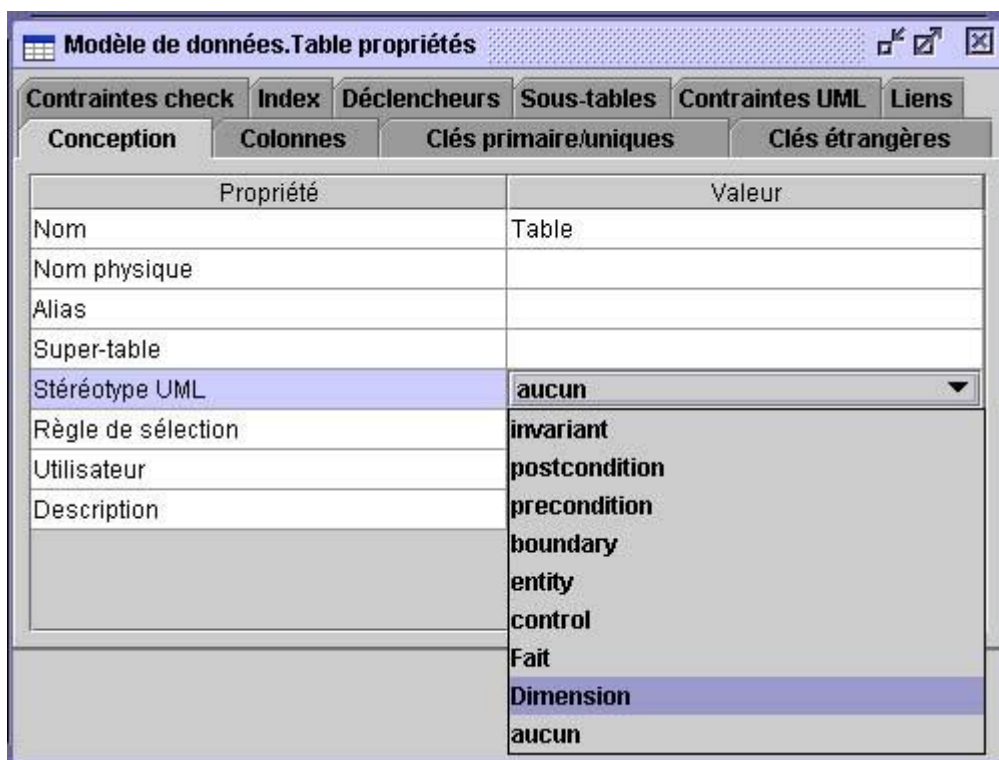 Modèle de données.Table propriétés
Contraintes check Index Déclencheurs Sous-tables Contraintes UML Liens
Conception Colonnes Clés primaire/uniques Clés étrangères
Propriété Valeur
Nom Table
Nom physique
Alias
Super-table
Stéréotype UML aucun
Règle de sélection invariant
Utilisateur postcondition
Description precondition
boundary
entity
control
Fait
Dimension
aucun